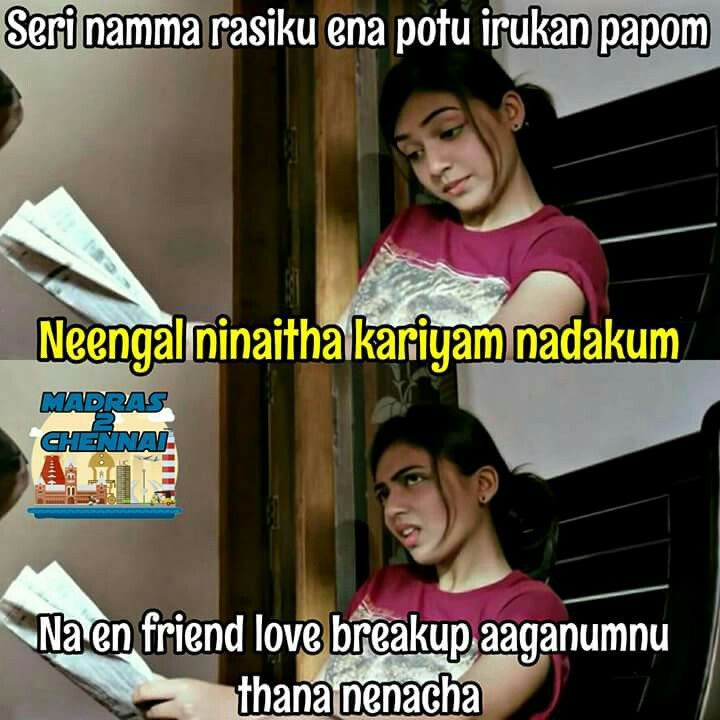 Seri namma rasiku ena potu irukan papom
Neengal ninaitha kariyam nadakum
MADRAS
2
CHENNAI
Na en friend love breakup aaganumnu
thana nenacha